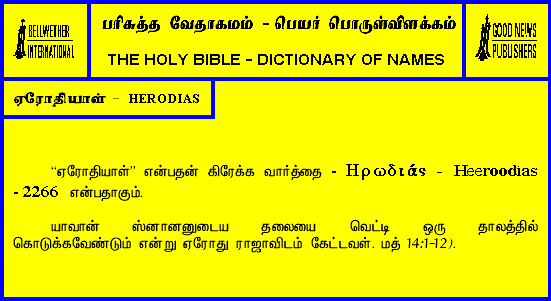 BELLWETHER
INTERNATIONAL
பரிசுத்த வேதாகமம் - பெயர் பொருள்விளக்கம்
THE HOLY BIBLE - DICTIONARY OF NAMES
GOOD NEWS
PUBLISHERS
ஏரோதியாள் - HERODIAS
“ஏரோதியாள்” என்பதன் கிரேக்க வார்த்தை - Ηρωδιάς - Heeroodias
- 2266 என்பதாகும்.
யாவான் ஸ்னானனுடைய தலையை வெட்டி ஒரு தாலத்தில்
கொடுக்கவேண்டும் என்று ஏரோது ராஜாவிடம் கேட்டவள். மத் 14:1-12).